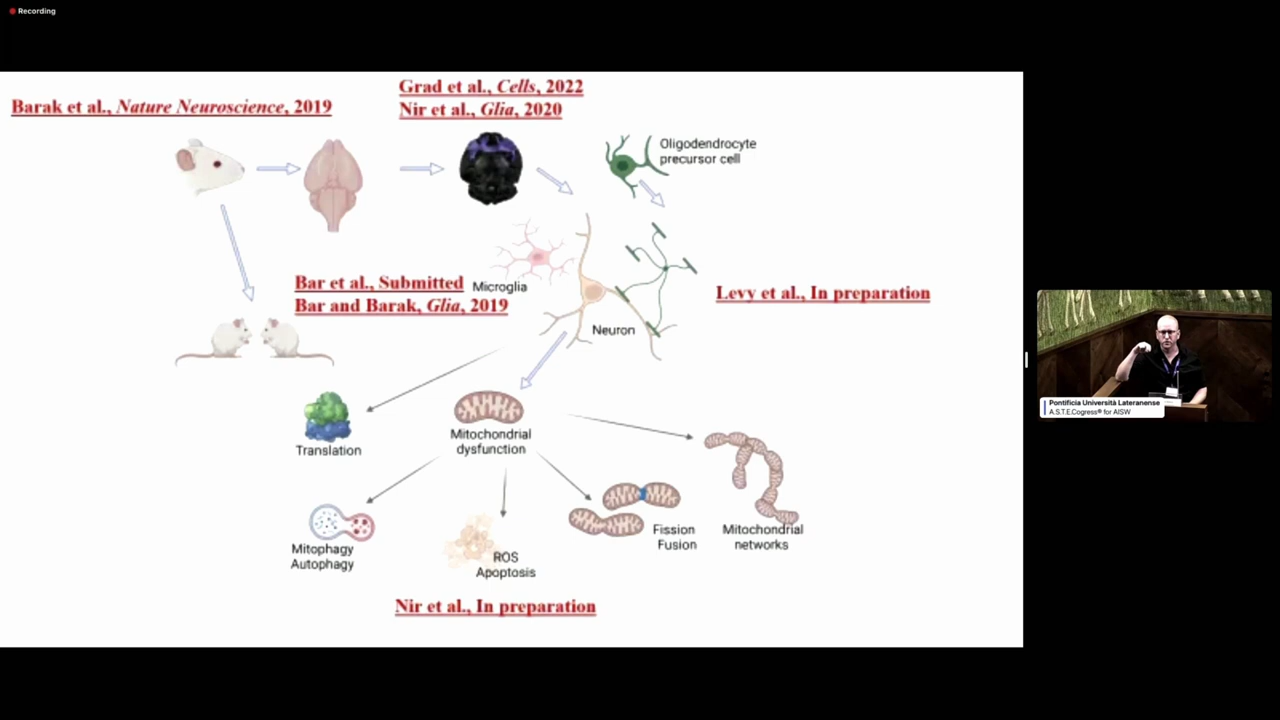 Recording
Barak et al., Nature Neuroscience, 2019
Grad et al., Cells, 2022
Nir et al., Glia, 2020
Oligodendrocyte
precursor cell
Bar et al., Submitted
Bar and Barak, Glia, 2019
Microglia
Levy et al., In preparation
Neuron
Translation
Mitochondrial
dysfunction
Mitophagy
Autophagy
ROS
Apoptosis
Fission
Fusion
Mitochondrial
networks
Nir et al., In preparation
Pontificia Università Lateranense
A.S.T.E.Cogress® for AISW